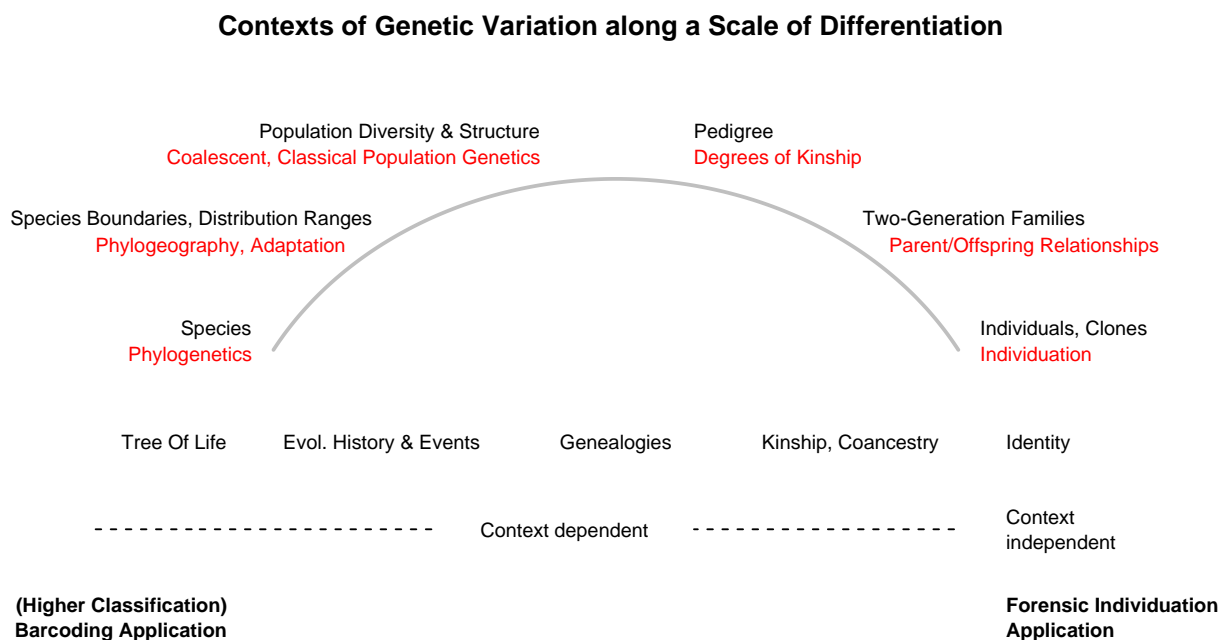 Contexts of Genetic Variation along a Scale of Differentiation
Population Diversity & Structure
Coalescent, Classical Population Genetics
Pedigree
Degrees of Kinship
Species Boundaries, Distribution Ranges
Phylogeography, Adaptation
Two-Generation Families
Parent/Offspring Relationships
Species
Phylogenetics
Individuals, Clones
Individuation
Tree Of Life
Evol. History & Events
Genealogies
Kinship, Coancestry
Identity
Context dependent
Context
independent
(Higher Classification)
Barcoding Application
Forensic Individuation
Application